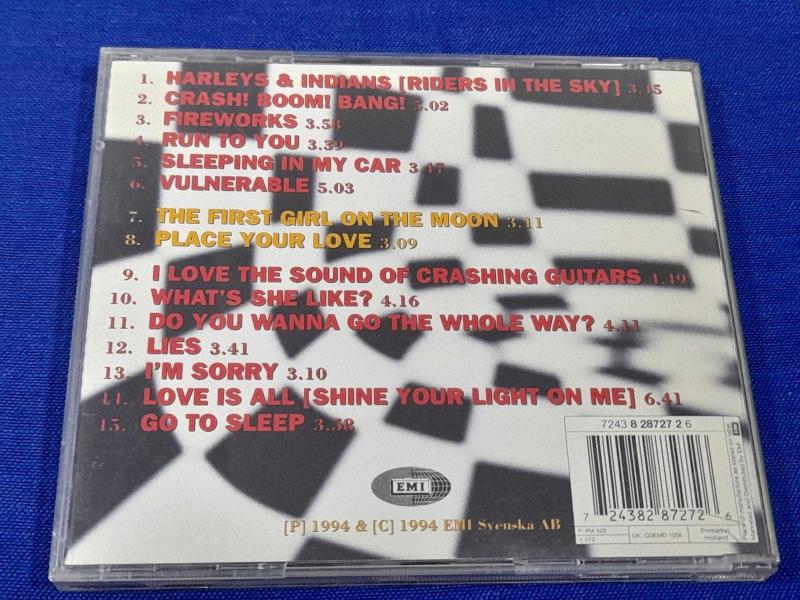 1. HARLEYS & INDIANS [RIDERS IN THE SKY] 3.45
2. CRASH! BOOM! BANG! 5.02
3. FIREWORKS 3.58
4. RUN TO YOU 3.39
5. SLEEPING IN MY CAR 3.47
6. VULNERABLE 5.03
7. THE FIRST GIRL ON THE MOON 3.11
8. PLACE YOUR LOVE 3.09
9. I LOVE THE SOUND OF CRASHING GUITARS 4.49
10. WHAT'S SHE LIKE? 4.16
11. DO YOU WANNA GO THE WHOLE WAY? 4.11
12. LIES 3.41
13. I'M SORRY 3.10
14. LOVE IS ALL [SHINE YOUR LIGHT ON ME] 6.41
15. GO TO SLEEP 3.58
EMI
[P] 1994 & [C] 1994 EMI Svenska AB
7243 8 28727 2 6
7 24382 87272 6
F: PM 520
UK: CDEMD 1056
Printed in
Holland